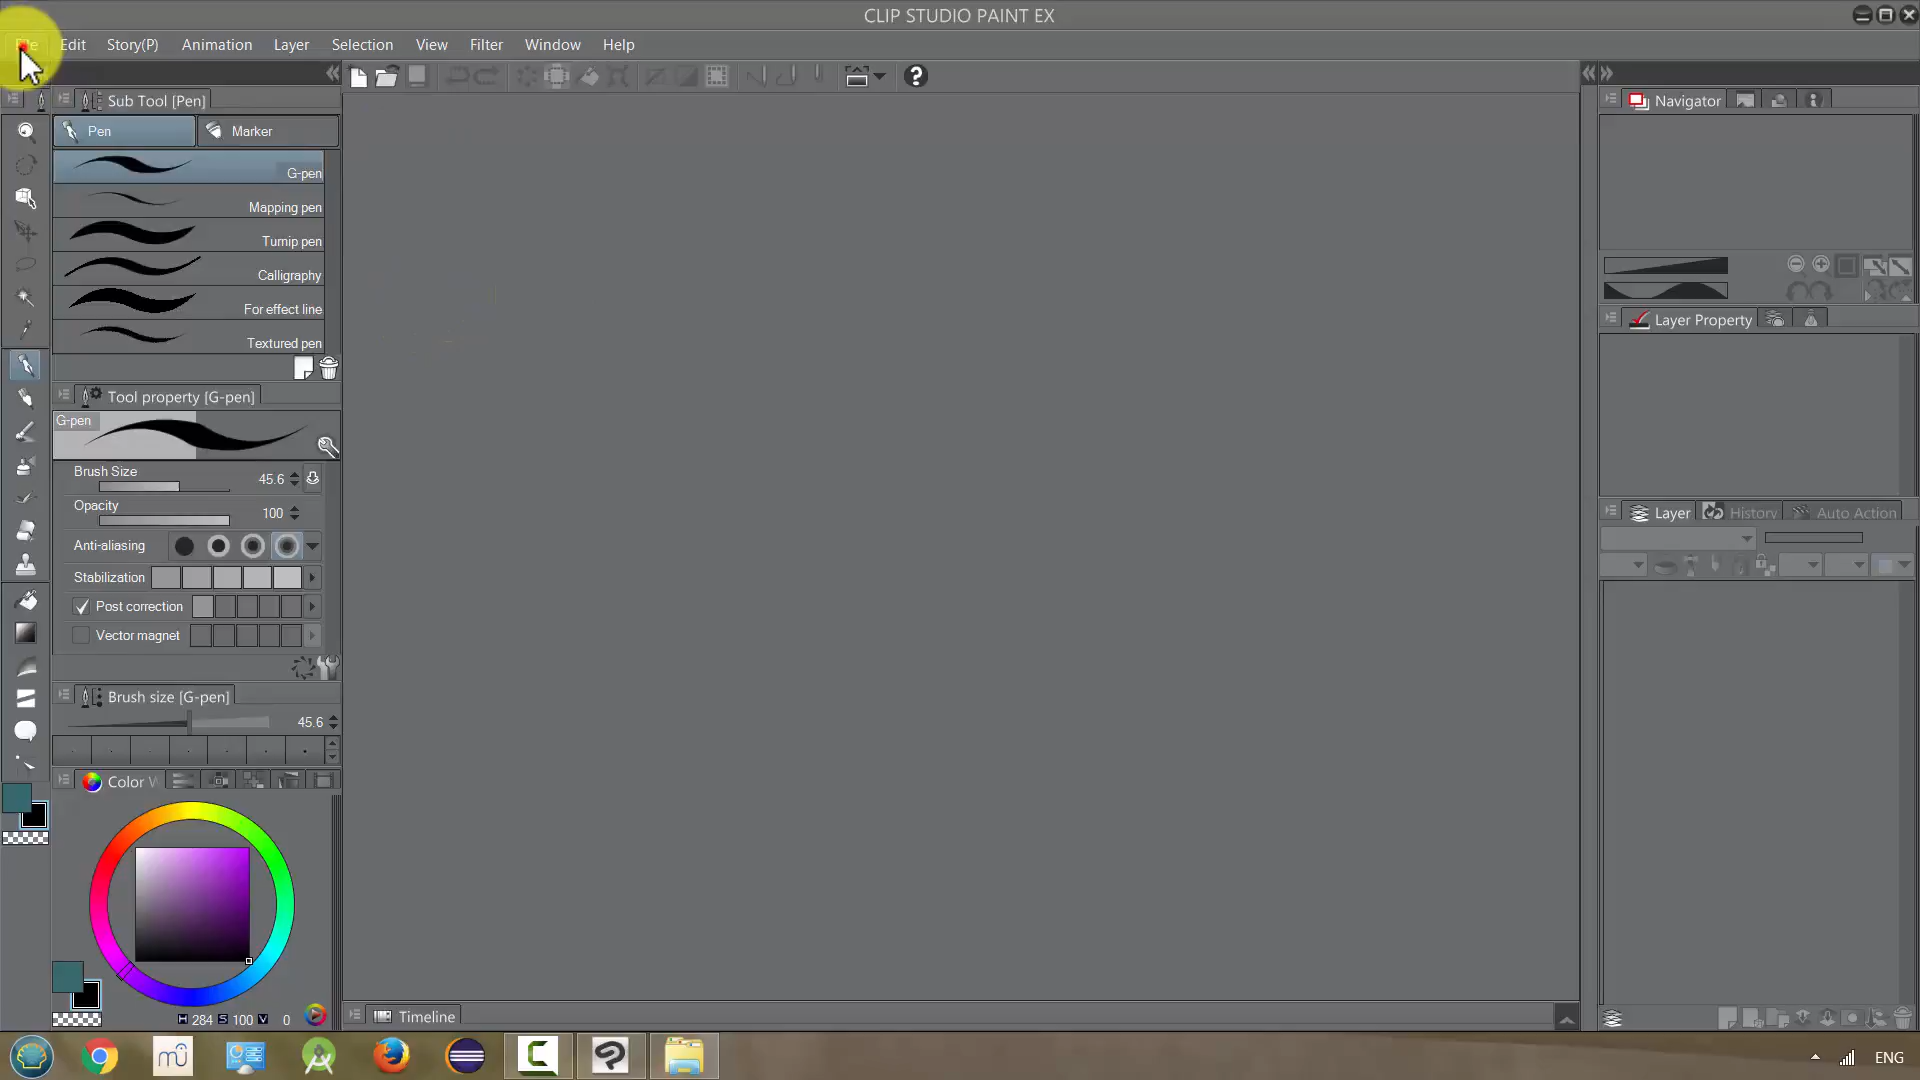 CLIP STUDIO PAINT EX
Edit Story(P) Animation Layer Selection View Filter Window Help
Sub Tool [Pen]
Pen Marker
G-pen
Mapping pen
Turnip pen
Calligraphy
For effect line
Textured pen
Tool property [G-pen]
G-pen
Brush Size 45.6
Opacity 100
Anti-aliasing
Stabilization
Post correction
Vector magnet
Brush size [G-pen]
45.6
Color
H 284 S 100 V 0
Timeline
Navigator
Layer Property
Layer History Auto Action
ENG